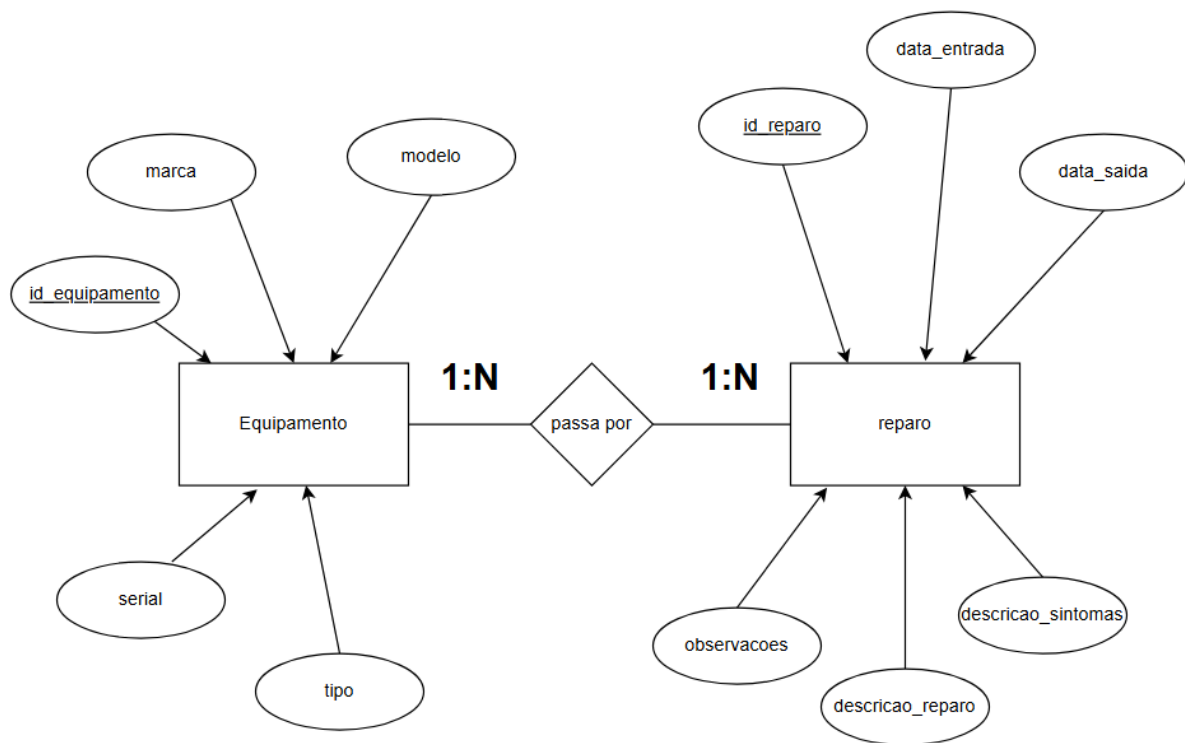 data_entrada
id_reparo
modelo
marca
data_saida
id_equipamento
1:N
1:N
Equipamento
passa por
reparo
serial
descricao_sintomas
observacoes
tipo
descricao_reparo